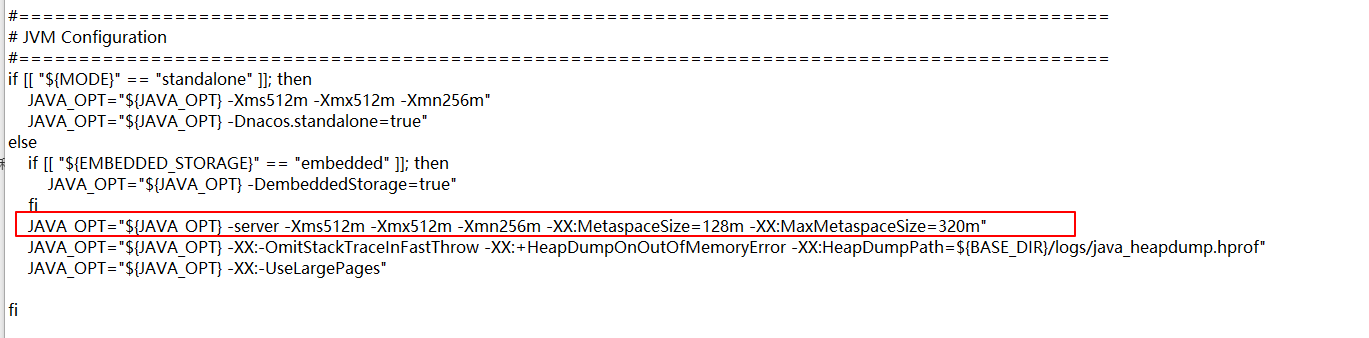 #===========================================================================================
# JVM Configuration
#===========================================================================================
if [[ "${MODE}" == "standalone" ]]; then
    JAVA_OPT="${JAVA_OPT} -Xms512m -Xmx512m -Xmn256m"
    JAVA_OPT="${JAVA_OPT} -Dnacos.standalone=true"
else
    if [[ "${EMBEDDED_STORAGE}" == "embedded" ]]; then
        JAVA_OPT="${JAVA_OPT} -DembeddedStorage=true"
    fi
    JAVA_OPT="${JAVA_OPT} -server -Xms512m -Xmx512m -Xmn256m -XX:MetaspaceSize=128m -XX:MaxMetaspaceSize=320m"
    JAVA_OPT="${JAVA_OPT} -XX:-OmitStackTraceInFastThrow -XX:+HeapDumpOnOutOfMemoryError -XX:HeapDumpPath=${BASE_DIR}/logs/java_heapdump.hprof"
    JAVA_OPT="${JAVA_OPT} -XX:-UseLargePages"
fi